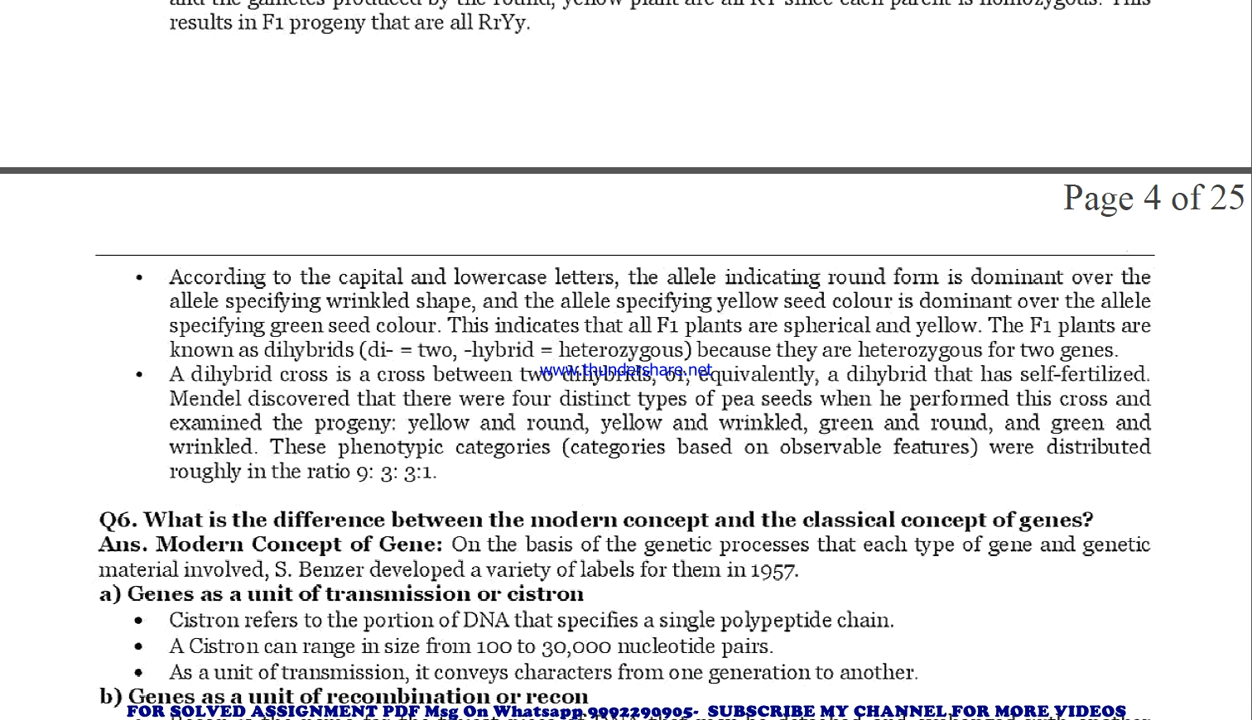 results in F1 progeny that are all RrYy.
Page 4 of 25
• According to the capital and lowercase letters, the allele indicating round form is dominant over the
allele specifying wrinkled shape, and the allele specifying yellow seed colour is dominant over the allele
specifying green seed colour. This indicates that all F1 plants are spherical and yellow. The F1 plants are
known as dihybrids (di- = two, -hybrid = heterozygous) because they are heterozygous for two genes.
• A dihybrid cross is a cross between two dihybrids, or, equivalently, a dihybrid that has self-fertilized.
www.thundershare.net
Mendel discovered that there were four distinct types of pea seeds when he performed this cross and
examined the progeny: yellow and round, yellow and wrinkled, green and round, and green and
wrinkled. These phenotypic categories (categories based on observable features) were distributed
roughly in the ratio 9: 3: 3:1.
Q6. What is the difference between the modern concept and the classical concept of genes?
Ans. Modern Concept of Gene: On the basis of the genetic processes that each type of gene and genetic
material involved, S. Benzer developed a variety of labels for them in 1957.
a) Genes as a unit of transmission or cistron
• Cistron refers to the portion of DNA that specifies a single polypeptide chain.
• A Cistron can range in size from 100 to 30,000 nucleotide pairs.
• As a unit of transmission, it conveys characters from one generation to another.
b) Genes as a unit of recombination or recon
FOR SOLVED ASSIGNMENT PDF Msg On Whatsapp.9992290905- SUBSCRIBE MY CHANNEL FOR MORE VIDEOS